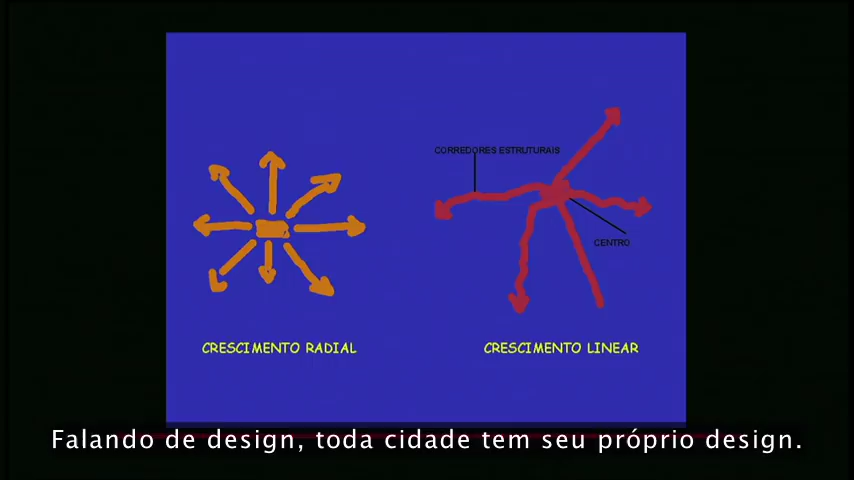 CORREDORES ESTRUTURAIS
CENTRO
CRESCIMENTO RADIAL
CRESCIMENTO LINEAR
Falando de design, toda cidade tem seu próprio design.